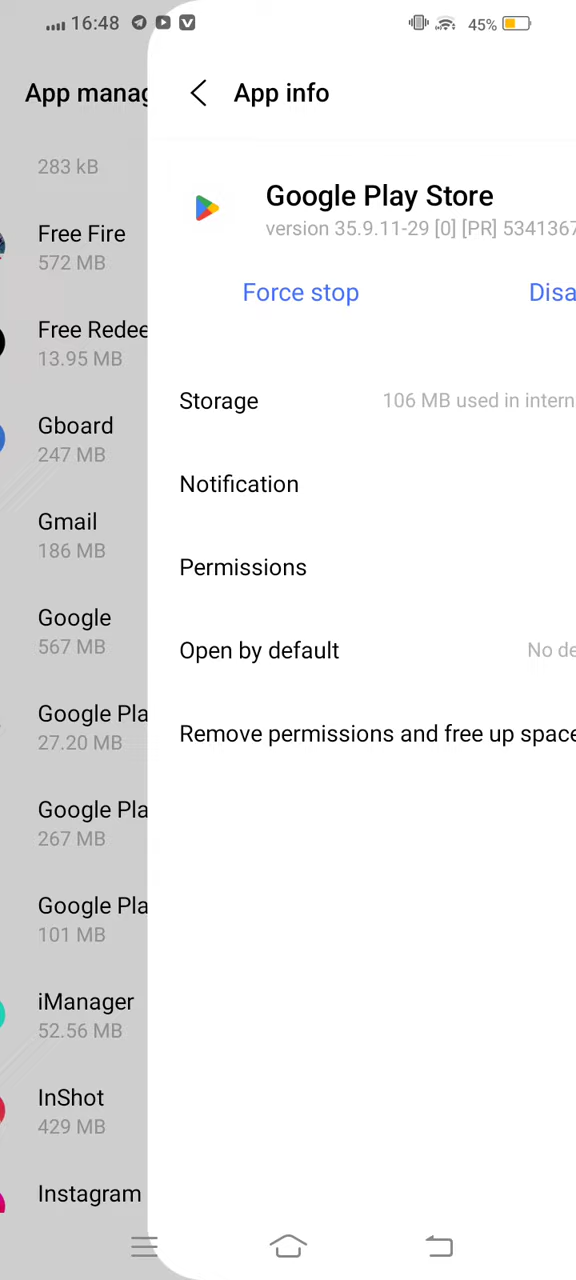 16:48
45%
App manag
283 kB
Free Fire
572 MB
Free Redee
13.95 MB
Gboard
247 MB
Gmail
186 MB
Google
567 MB
Google Pla
27.20 MB
Google Pla
267 MB
Google Pla
101 MB
iManager
52.56 MB
InShot
429 MB
Instagram
App info
Google Play Store
version 35.9.11-29 [0] [PR] 5341367
Force stop
Disa
Storage
106 MB used in intern
Notification
Permissions
Open by default
No de
Remove permissions and free up space